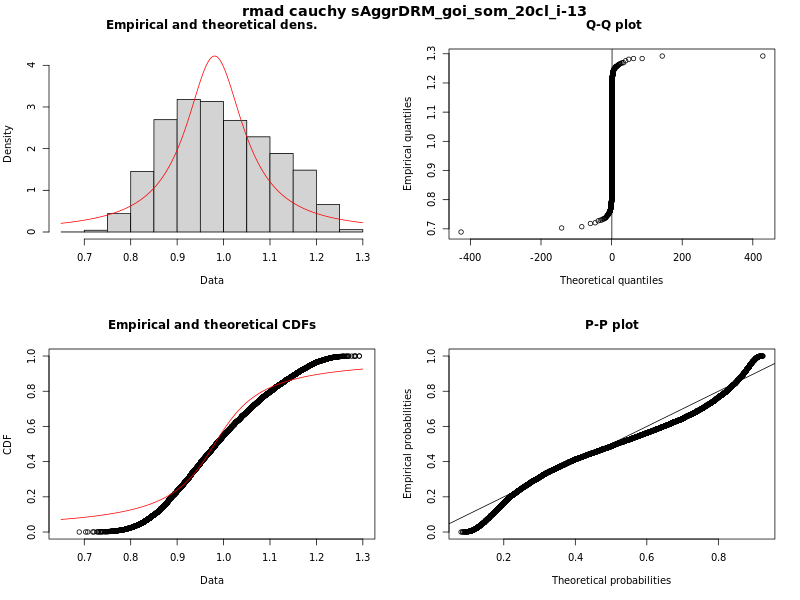 rmad cauchy sAggrDRM_goi_som_20cl_i-13
Empirical and theoretical dens.
Density
0 1 2 3 4
0.7 0.8 0.9 1.0 1.1 1.2 1.3
Data
Q-Q plot
Empirical quantiles
0.7 0.8 0.9 1.0 1.1 1.2 1.3
-400 -200 0 200 400
Theoretical quantiles
Empirical and theoretical CDFs
CDF
0.0 0.2 0.4 0.6 0.8 1.0
0.7 0.8 0.9 1.0 1.1 1.2 1.3
Data
P-P plot
Empirical probabilities
0.0 0.2 0.4 0.6 0.8 1.0
0.2 0.4 0.6 0.8
Theoretical probabilities